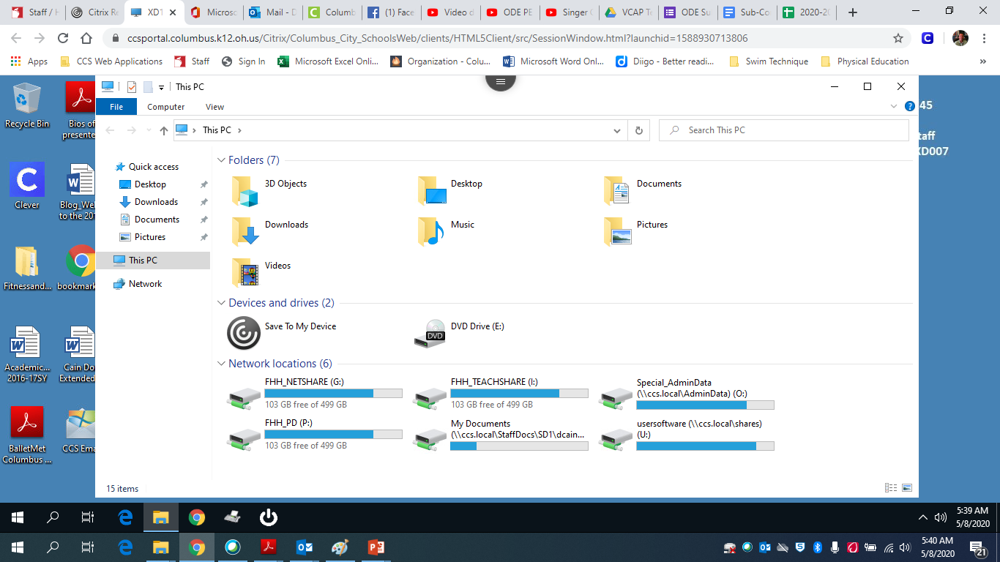 Staff / H
Citrix Re
XD1
Microso
Mail - D
Columb
(1) Face
Video d
ODE PE
Singer C
VCAP Te
ODE Su
Sub-Co
2020-20
ccsportal.columbus.k12.oh.us/Citrix/Columbus_City_SchoolsWeb/clients/HTML5Client/src/SessionWindow.html?launchid=1588930713806
Apps
CCS Web Applications
Staff
Sign In
Microsoft Excel Onli...
Organization - Colu...
Microsoft Word Onl...
Diigo - Better readi...
Swim Technique
Physical Education
This PC
File
Computer
View
This PC
Search This PC
45
taff
XD007
Recycle Bin
Bios of
presente
Clever
Blog_We
to the 201
Fitnessand...
bookmark
Academic...
2016-17SY
Cain Do
Extended
BalletMet
Columbus ...
CCS Ema
Quick access
Desktop
Downloads
Documents
Pictures
This PC
Network
Folders (7)
3D Objects
Desktop
Documents
Downloads
Music
Pictures
Videos
Devices and drives (2)
Save To My Device
DVD Drive (E:)
DVD
Network locations (6)
FHH_NETSHARE (G:)
103 GB free of 499 GB
FHH_TEACHSHARE (I:)
103 GB free of 499 GB
Special_AdminData
(\\ccs.local\AdminData) (O:)
FHH_PD (P:)
103 GB free of 499 GB
My Documents
(\\ccs.local\StaffDocs\SD1\dcain...
usersoftware (\\ccs.local\shares)
(U:)
15 items
5:39 AM
5/8/2020
5:40 AM
5/8/2020
21